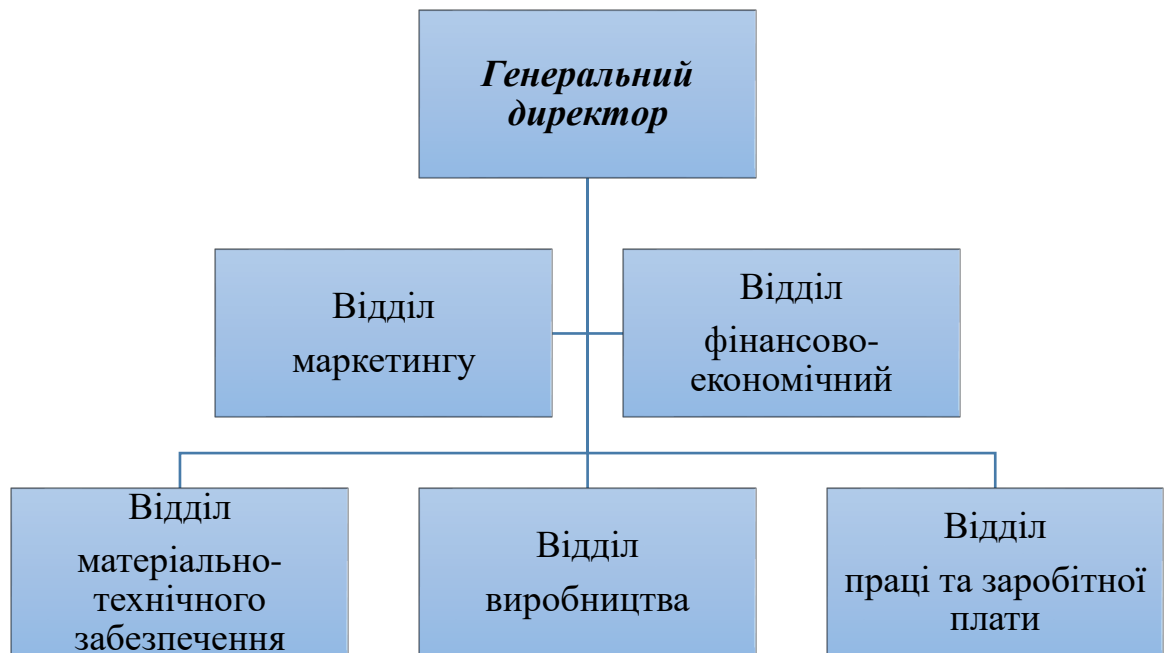 Генеральний
директор
Відділ
маркетингу
Відділ
фінансово-
економічний
Відділ
матеріально-
технічного
забезпечення
Відділ
виробництва
Відділ
праці та заробітної
плати